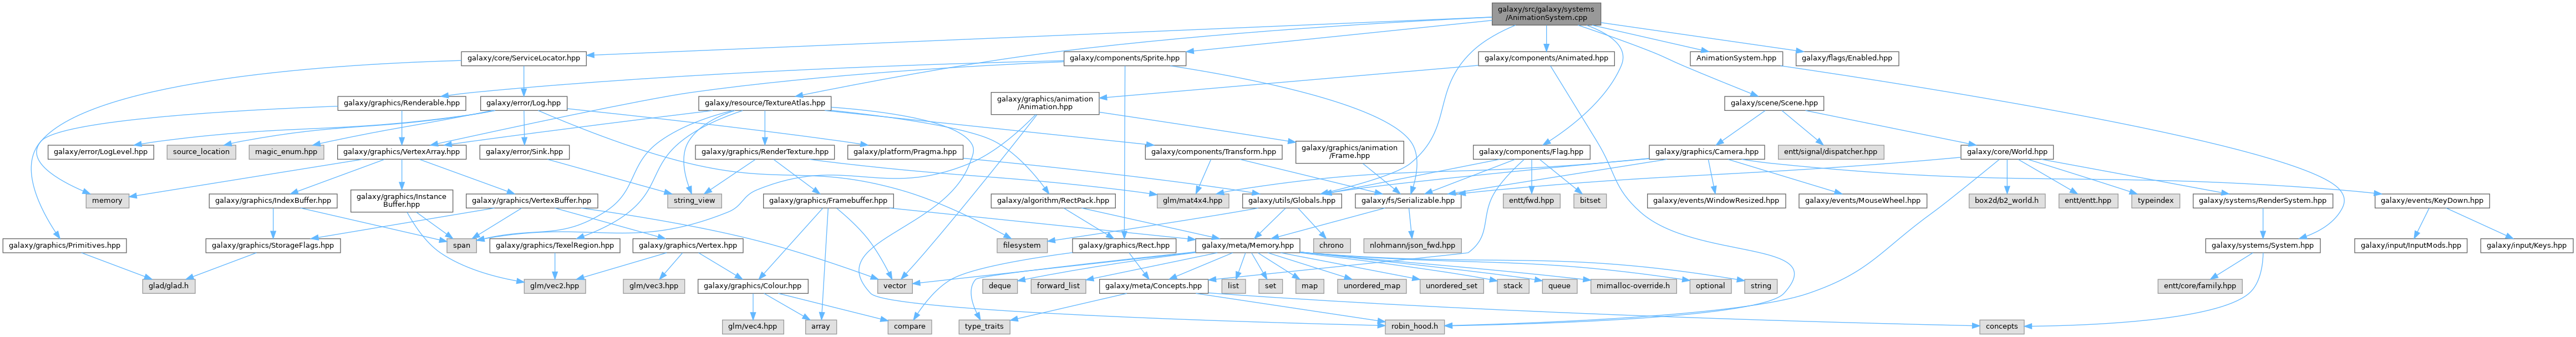 galaxy/src/galaxy/systems
/AnimationSystem.cpp
galaxy/core/ServiceLocator.hpp
galaxy/components/Sprite.hpp
galaxy/components/Animated.hpp
AnimationSystem.hpp
galaxy/flags/Enabled.hpp
galaxy/graphics/Renderable.hpp
galaxy/error/Log.hpp
galaxy/resource/TextureAtlas.hpp
galaxy/graphics/animation
/Animation.hpp
galaxy/scene/Scene.hpp
galaxy/error/LogLevel.hpp
source_location
magic_enum.hpp
galaxy/graphics/VertexArray.hpp
galaxy/error/Sink.hpp
galaxy/graphics/RenderTexture.hpp
galaxy/platform/Pragma.hpp
galaxy/components/Transform.hpp
galaxy/graphics/animation
/Frame.hpp
galaxy/components/Flag.hpp
galaxy/graphics/Camera.hpp
entt/signal/dispatcher.hpp
galaxy/core/World.hpp
memory
galaxy/graphics/IndexBuffer.hpp
galaxy/graphics/Instance
Buffer.hpp
galaxy/graphics/VertexBuffer.hpp
string_view
galaxy/graphics/Framebuffer.hpp
galaxy/algorithm/RectPack.hpp
glm/mat4x4.hpp
galaxy/utils/Globals.hpp
galaxy/fs/Serializable.hpp
entt/fwd.hpp
bitset
galaxy/events/WindowResized.hpp
galaxy/events/MouseWheel.hpp
box2d/b2_world.h
entt/entt.hpp
typeindex
galaxy/systems/RenderSystem.hpp
galaxy/events/KeyDown.hpp
galaxy/graphics/Primitives.hpp
galaxy/graphics/StorageFlags.hpp
span
galaxy/graphics/TexelRegion.hpp
galaxy/graphics/Vertex.hpp
filesystem
galaxy/graphics/Rect.hpp
galaxy/meta/Memory.hpp
chrono
nlohmann/json_fwd.hpp
galaxy/systems/System.hpp
galaxy/input/InputMods.hpp
galaxy/input/Keys.hpp
glad/glad.h
glm/vec2.hpp
glm/vec3.hpp
galaxy/graphics/Colour.hpp
vector
deque
forward_list
galaxy/meta/Concepts.hpp
list
set
map
unordered_map
unordered_set
stack
queue
mimalloc-override.h
optional
string
entt/core/family.hpp
glm/vec4.hpp
array
compare
type_traits
robin_hood.h
concepts